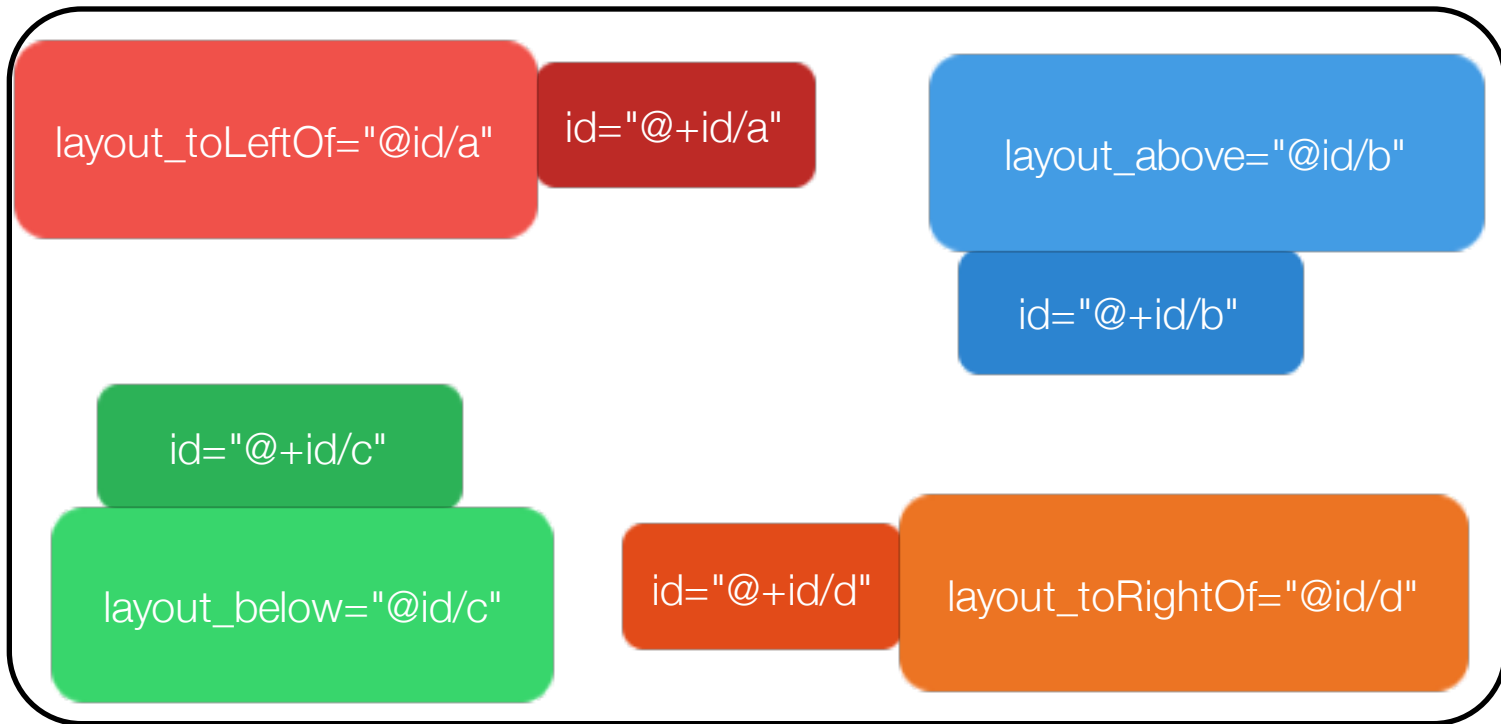 layout_toLeftOf="@id/a"
id="@+id/a"
layout_above="@id/b"
id="@+id/b"
id="@+id/c"
layout_below="@id/c"
id="@+id/d"
layout_toRightOf="@id/d"